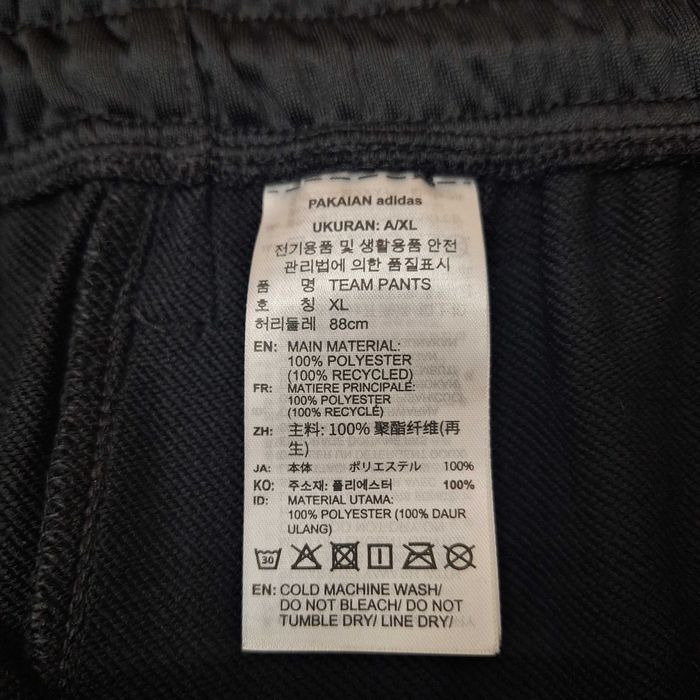 PAKAIAN adidas
UKURAN: A/XL
전기용품 및 생활용품 안전
관리법에 의한 품질표시
품 명 TEAM PANTS
호 칭 XL
허리둘레 88cm
EN: MAIN MATERIAL:
100% POLYESTER
(100% RECYCLED)
FR: MATIERE PRINCIPALE:
100% POLYESTER
(100% RECYCLÉ)
ZH: 主料: 100% 聚酯纤维(再
生)
JA: 本体 ポリエステル 100%
KO: 주소재: 폴리에스터 100%
ID: MATERIAL UTAMA:
100% POLYESTER (100% DAUR
ULANG)
30
EN: COLD MACHINE WASH/
DO NOT BLEACH/ DO NOT
TUMBLE DRY/ LINE DRY/